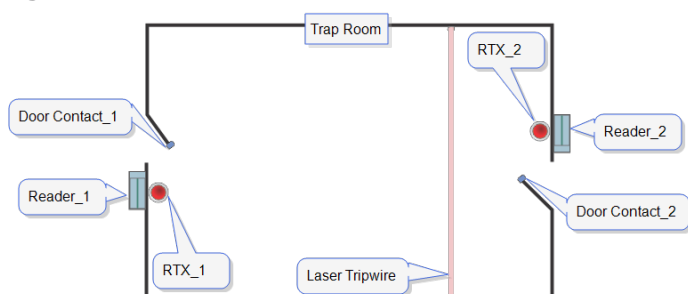 Trap Room
RTX_2
Door Contact_1
Reader_2
Reader_1
Door Contact_2
RTX_1
Laser Tripwire